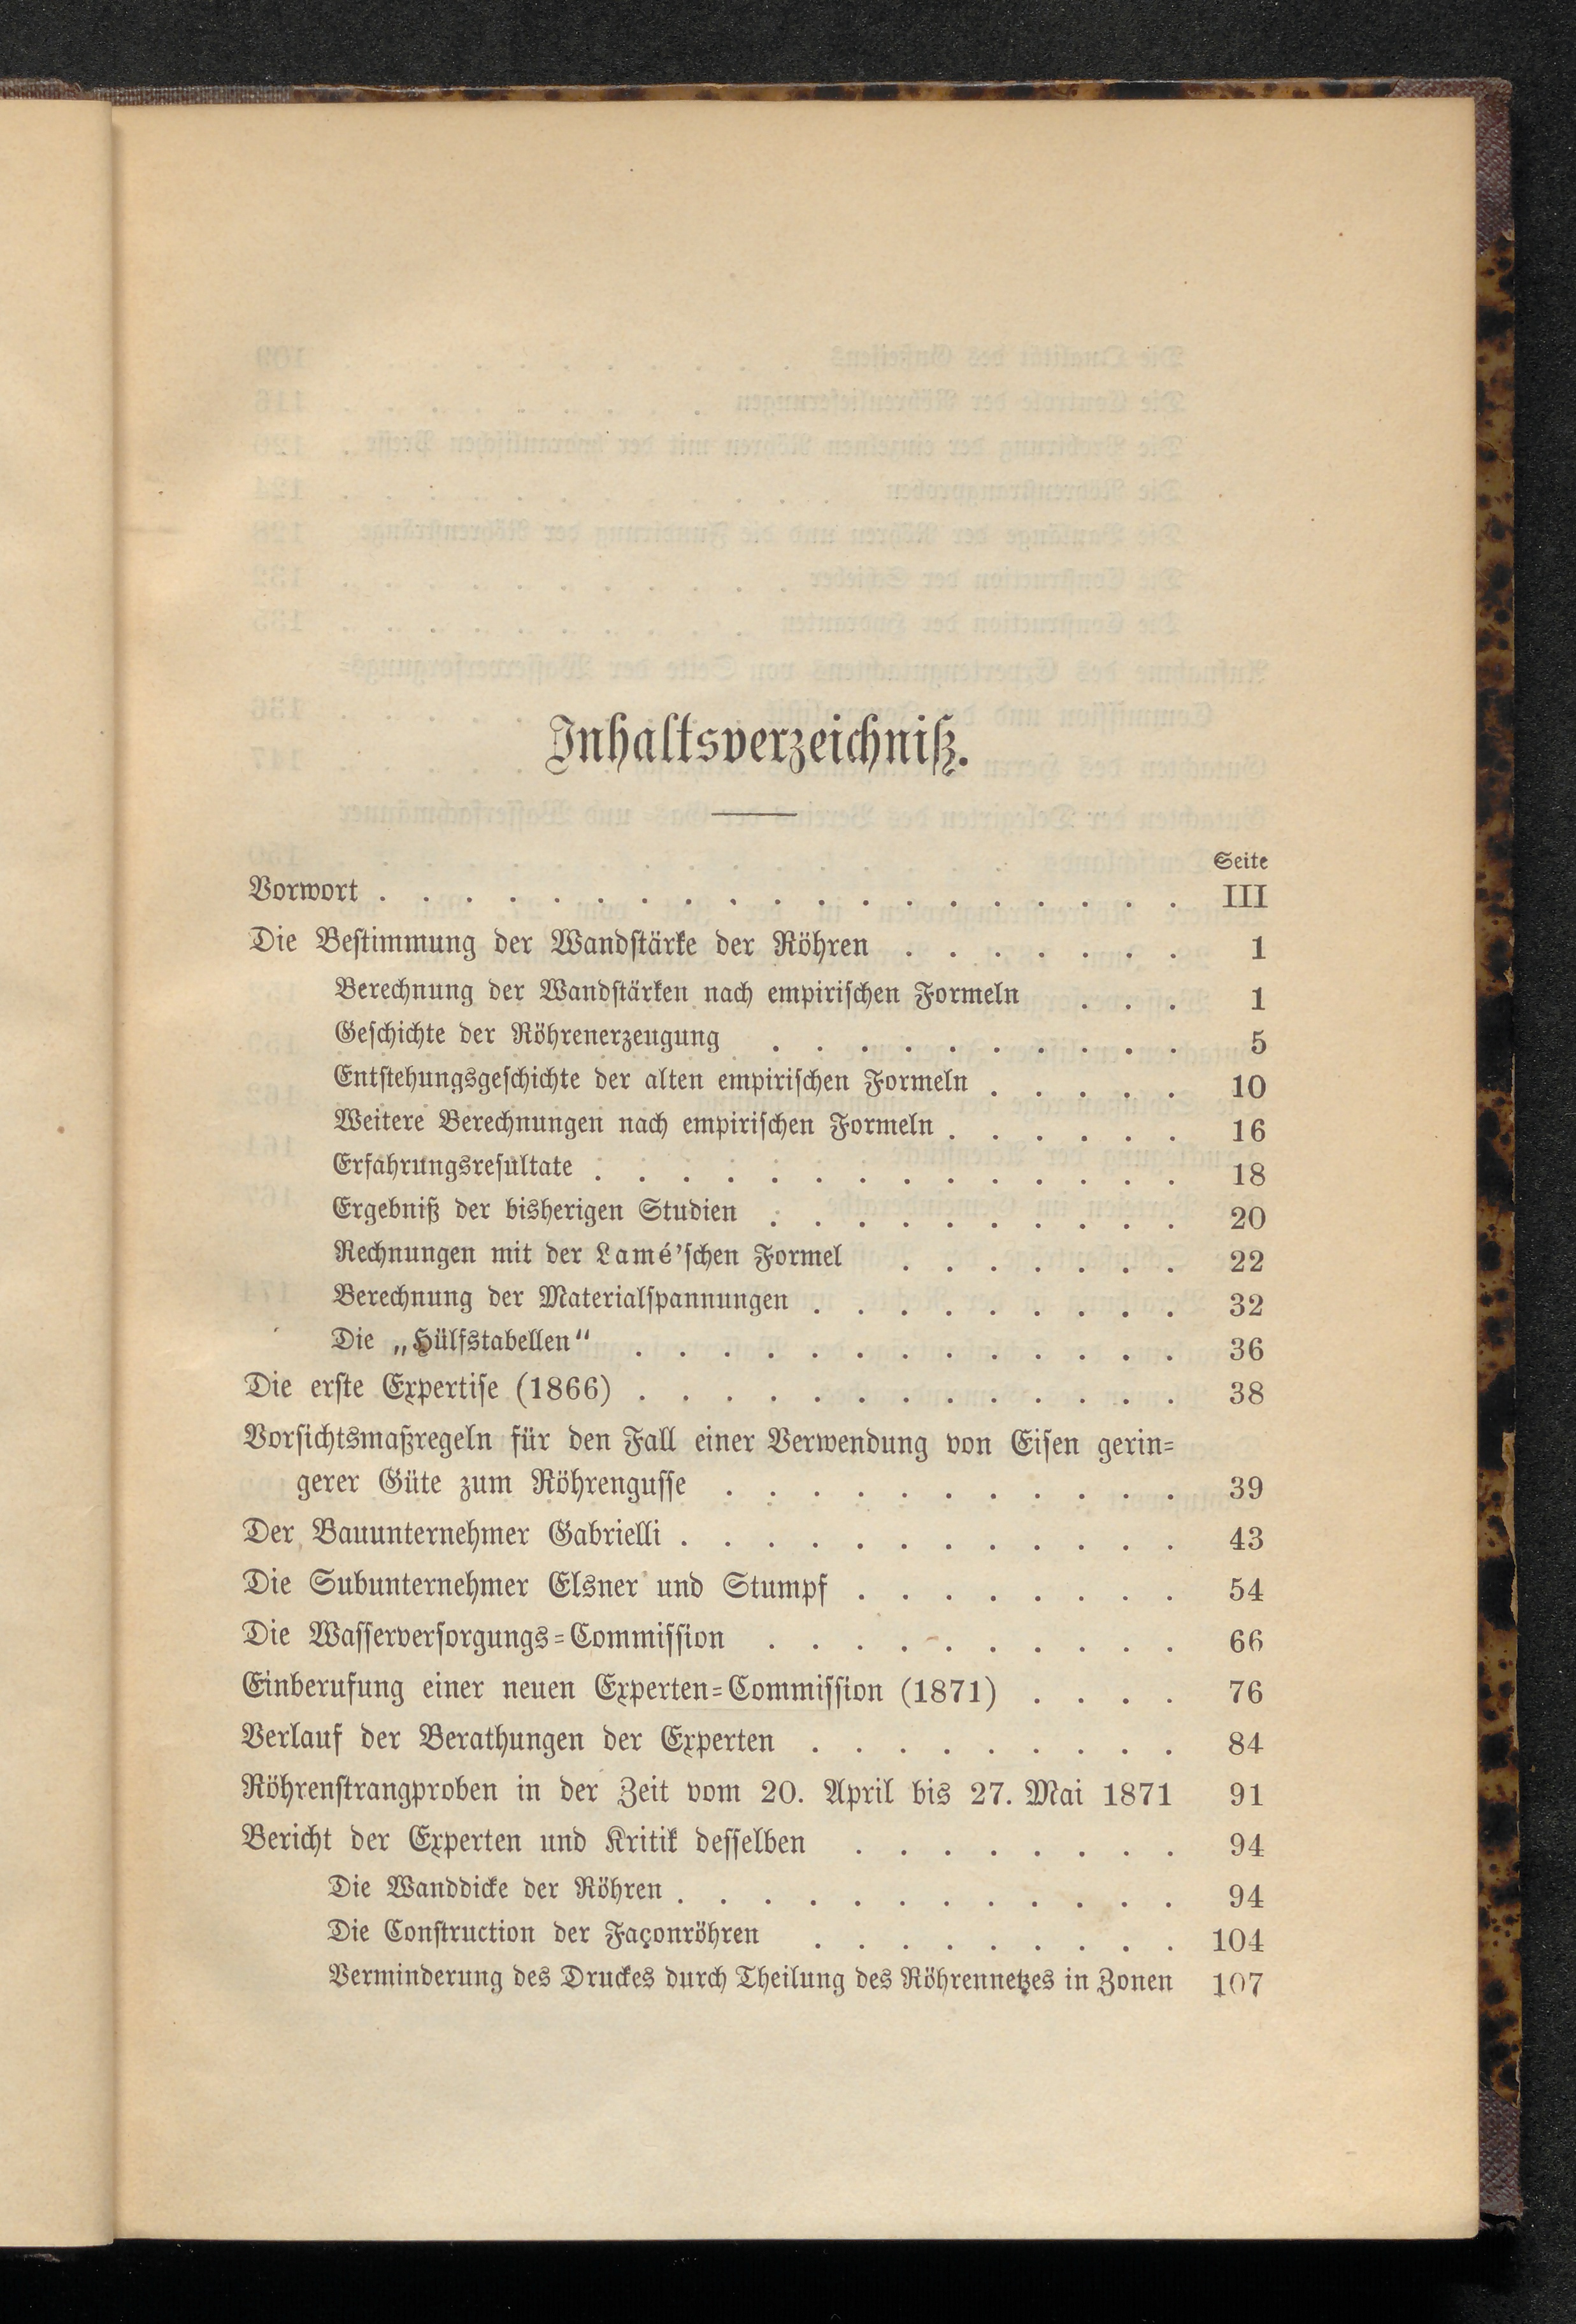 Inhaltsverzeichniß.
Seite
Vorwort . . . . . . . . . . . . . . . . . . . III
Die Bestimmung der Wandstärke der Röhren . . . . . . . 1
Berechnung der Wandstärken nach empirischen Formeln . . . 1
Geschichte der Röhrenerzeugung . . . . . . . . . . 5
Entstehungsgeschichte der alten empirischen Formeln . . . . . 10
Weitere Berechnungen nach empirischen Formeln . . . . . . 16
Erfahrungsresultate . . . . . . . . . . . . . . 18
Ergebniß der bisherigen Studien . . . . . . . . . . 20
Rechnungen mit der Lamé'schen Formel . . . . . . . 22
Berechnung der Materialspannungen . . . . . . . . . 32
Die „Hülfstabellen“ . . . . . . . . . . . . . 36
Die erste Expertise (1866) . . . . . . . . . . . . . 38
Vorsichtsmaßregeln für den Fall einer Verwendung von Eisen gerin-
gerer Güte zum Röhrengusse . . . . . . . . . . . 39
Der Bauunternehmer Gabrielli . . . . . . . . . . . . 43
Die Subunternehmer Elsner und Stumpf . . . . . . . . 54
Die Wasserversorgungs-Commission . . . . . . . . . . 66
Einberufung einer neuen Experten-Commission (1871) . . . . 76
Verlauf der Berathungen der Experten . . . . . . . . . 84
Röhrenstrangproben in der Zeit vom 20. April bis 27. Mai 1871 91
Bericht der Experten und Kritik desselben . . . . . . . . 94
Die Wanddicke der Röhren . . . . . . . . . . . . 94
Die Construction der Façonröhren . . . . . . . . . 104
Verminderung des Druckes durch Theilung des Röhrennetzes in Zonen 107